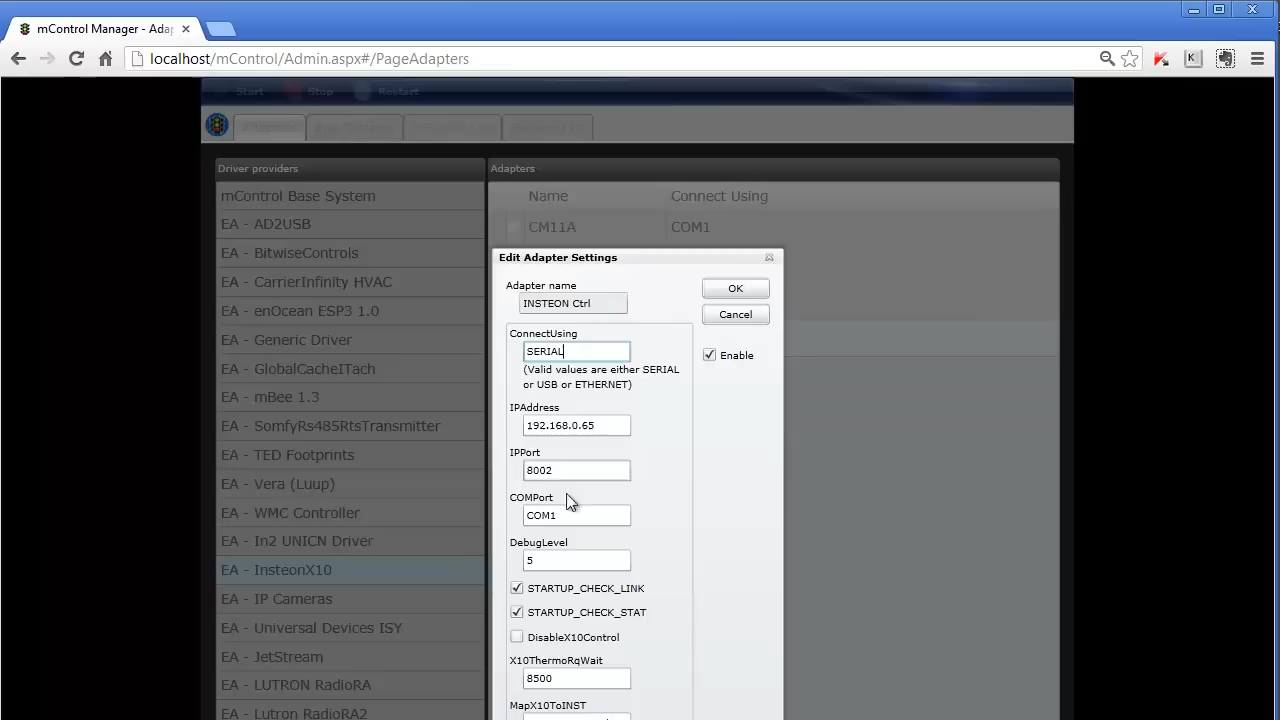 mControl Manager - Ada
localhost/mControl/Admin.aspx#/PageAdapters
Start Stop Restart
Adapters
Driver providers
Adapters
mControl Base System
Name Connect Using
EA - AD2USB
CM11A COM1
EA - BitwiseControls
Edit Adapter Settings
EA - CarrierInfinity HVAC
Adapter name
OK
INSTEON Ctrl
EA - enOcean ESP3 1.0
Cancel
ConnectUsing
EA - Generic Driver
SERIAL
Enable
EA - GlobalCacheITach
(Valid values are either SERIAL
or USB or ETHERNET)
EA - mBee 1.3
IPAddress
192.168.0.65
EA - SomfyRs485RtsTransmitter
IPPort
EA - TED Footprints
8002
EA - Vera (Luup)
COMPort
COM1
EA - WMC Controller
DebugLevel
EA - In2 UNICN Driver
5
EA - InsteonX10
STARTUP_CHECK_LINK
EA - IP Cameras
STARTUP_CHECK_STAT
EA - Universal Devices ISY
DisableX10Control
EA - JetStream
X10ThermoRqWait
8500
EA - LUTRON RadioRA
MapX10ToINST
EA - Lutron RadioRA2